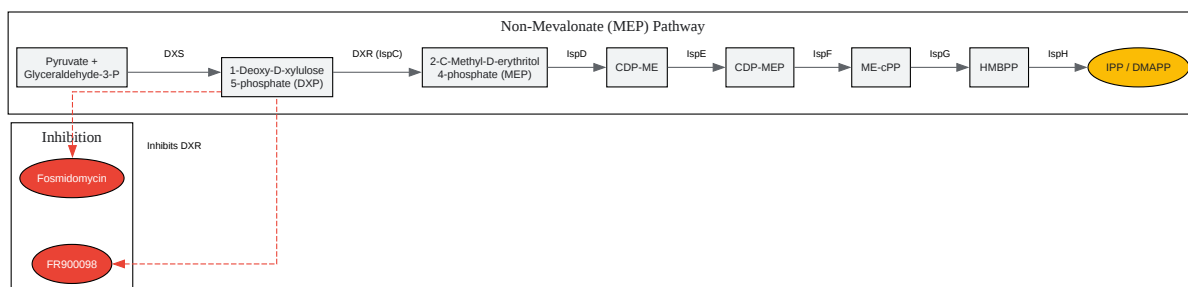 Non-Mevalonate (MEP) Pathway
Pyruvate +
Glyceraldehyde-3-P
DXS
1-Deoxy-D-xylulose
5-phosphate (DXP)
DXR (IspC)
2-C-Methyl-D-erythritol
4-phosphate (MEP)
IspD
CDP-ME
IspE
CDP-MEP
IspF
ME-cPP
IspG
HMBPP
IspH
IPP / DMAPP
Inhibition
Inhibits DXR
Fosmidomycin
FR900098